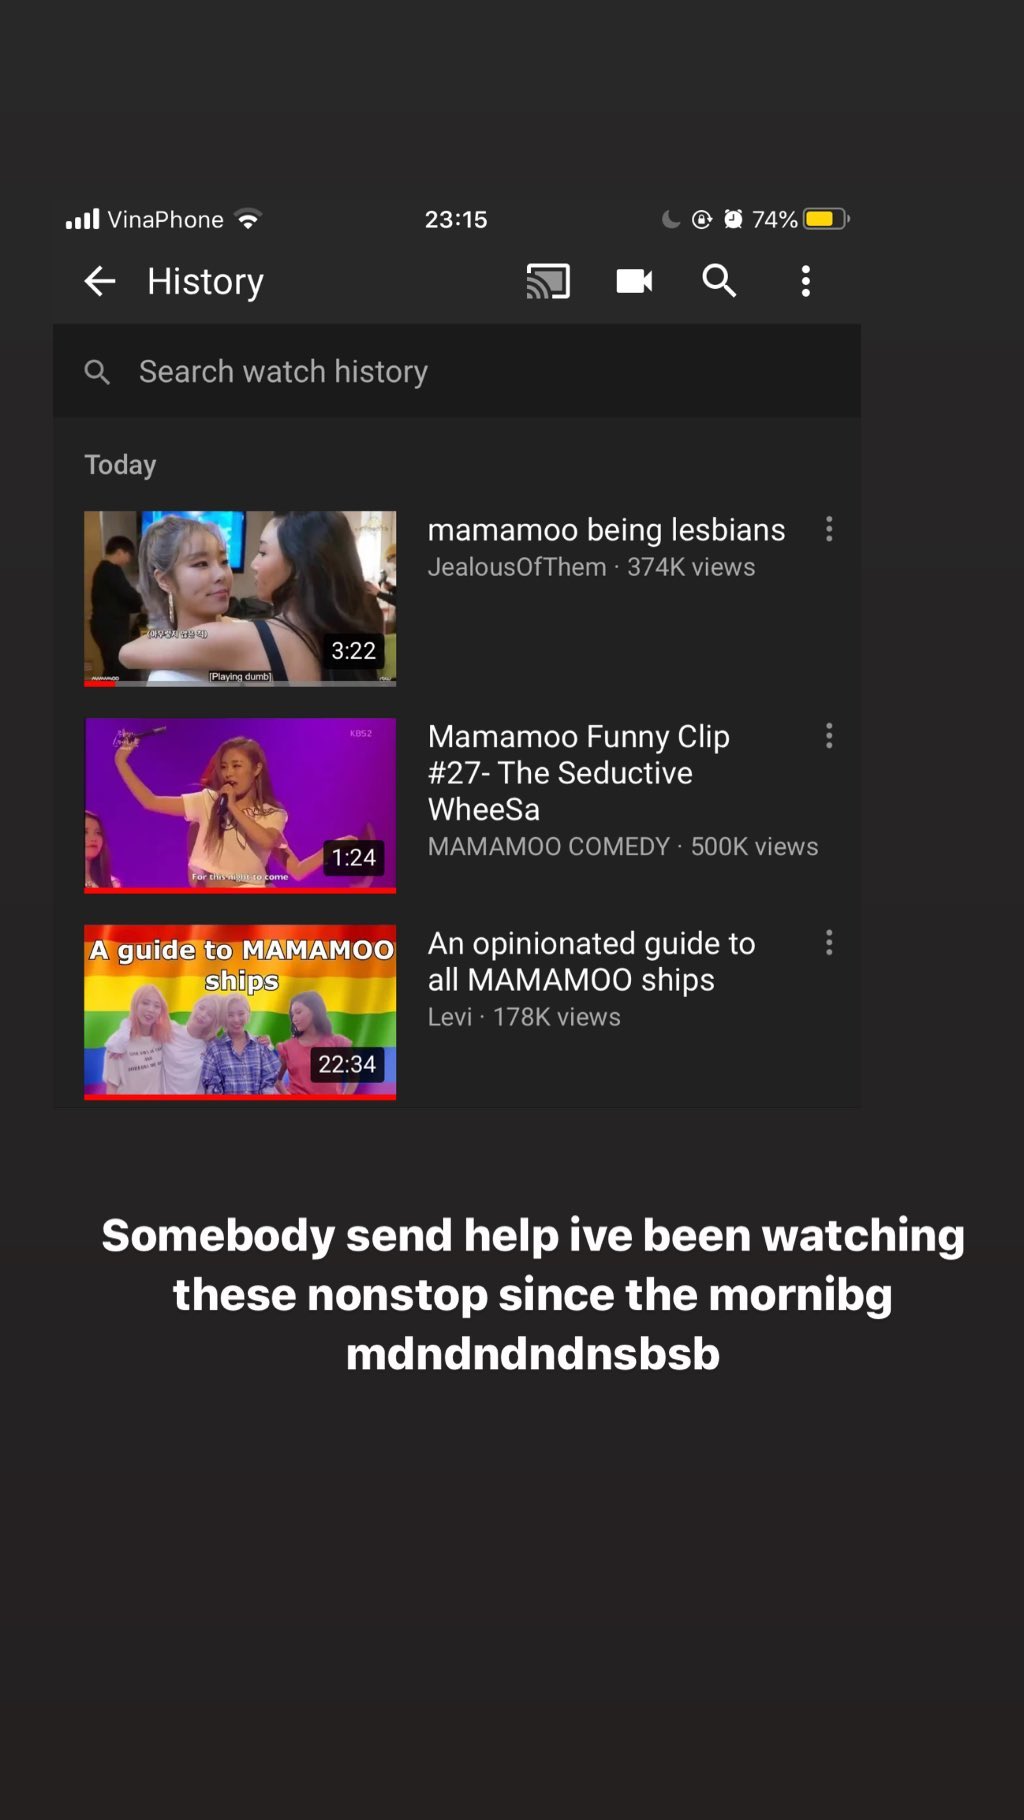 VinaPhone 23:15 74%
History
Search watch history
Today
[Playing dumb]
3:22
mamamoo being lesbians
JealousOfThem · 374K views
KBS2
For this night to come
1:24
Mamamoo Funny Clip
#27- The Seductive
WheeSa
MAMAMOO COMEDY · 500K views
A guide to MAMAMOO
ships
22:34
An opinionated guide to
all MAMAMOO ships
Levi · 178K views
Somebody send help ive been watching
these nonstop since the mornibg
mdndndndnsbsb